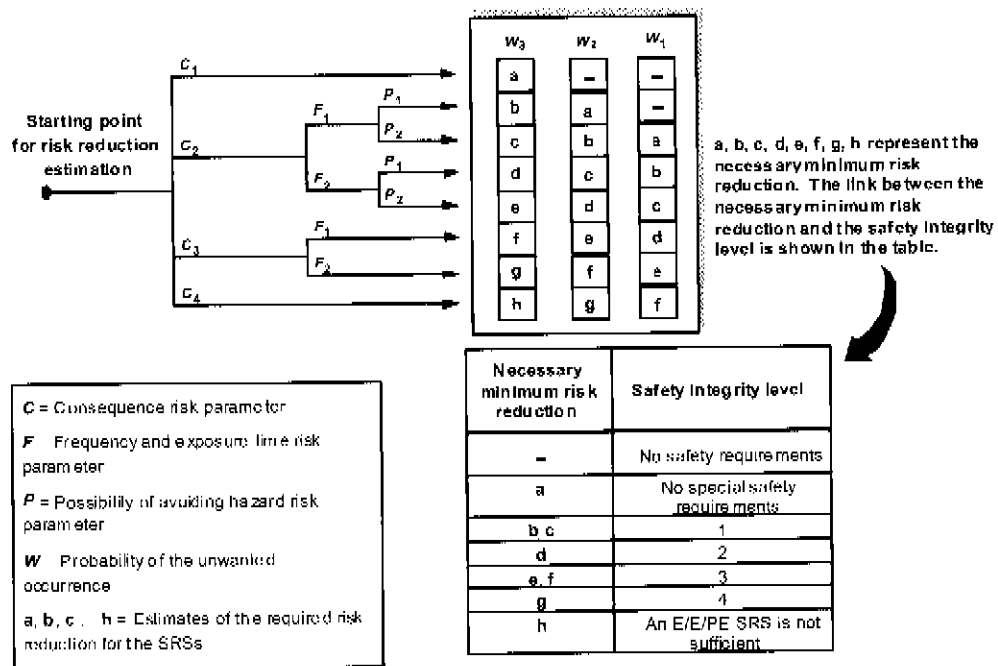 W3 W2 W1
C1
a – –
P1
b a –
F1
Starting point
for risk reduction
estimation
P2
c b a
C2
P1
d c b
F2
P2
e d c
F1
f e d
C3
F2
g f e
C4
h g f
a, b, c, d, e, f, g, h represent the
necessary minimum risk
reduction. The link between the
necessary minimum risk
reduction and the safety integrity
level is shown in the table.
C = Consequence risk parameter
F Frequency and exposure time risk
parameter
P = Possibility of avoiding hazard risk
parameter
W Probability of the unwanted
occurrence
a, b, c , h = Estimates of the required risk
reduction for the SRSs
Necessary
minimum risk
reduction
Safety Integrity level
– No safety requirements
a No special safety
requirements
b c 1
d 2
e, f 3
g 4
h An E/E/PE SRS is not
sufficient